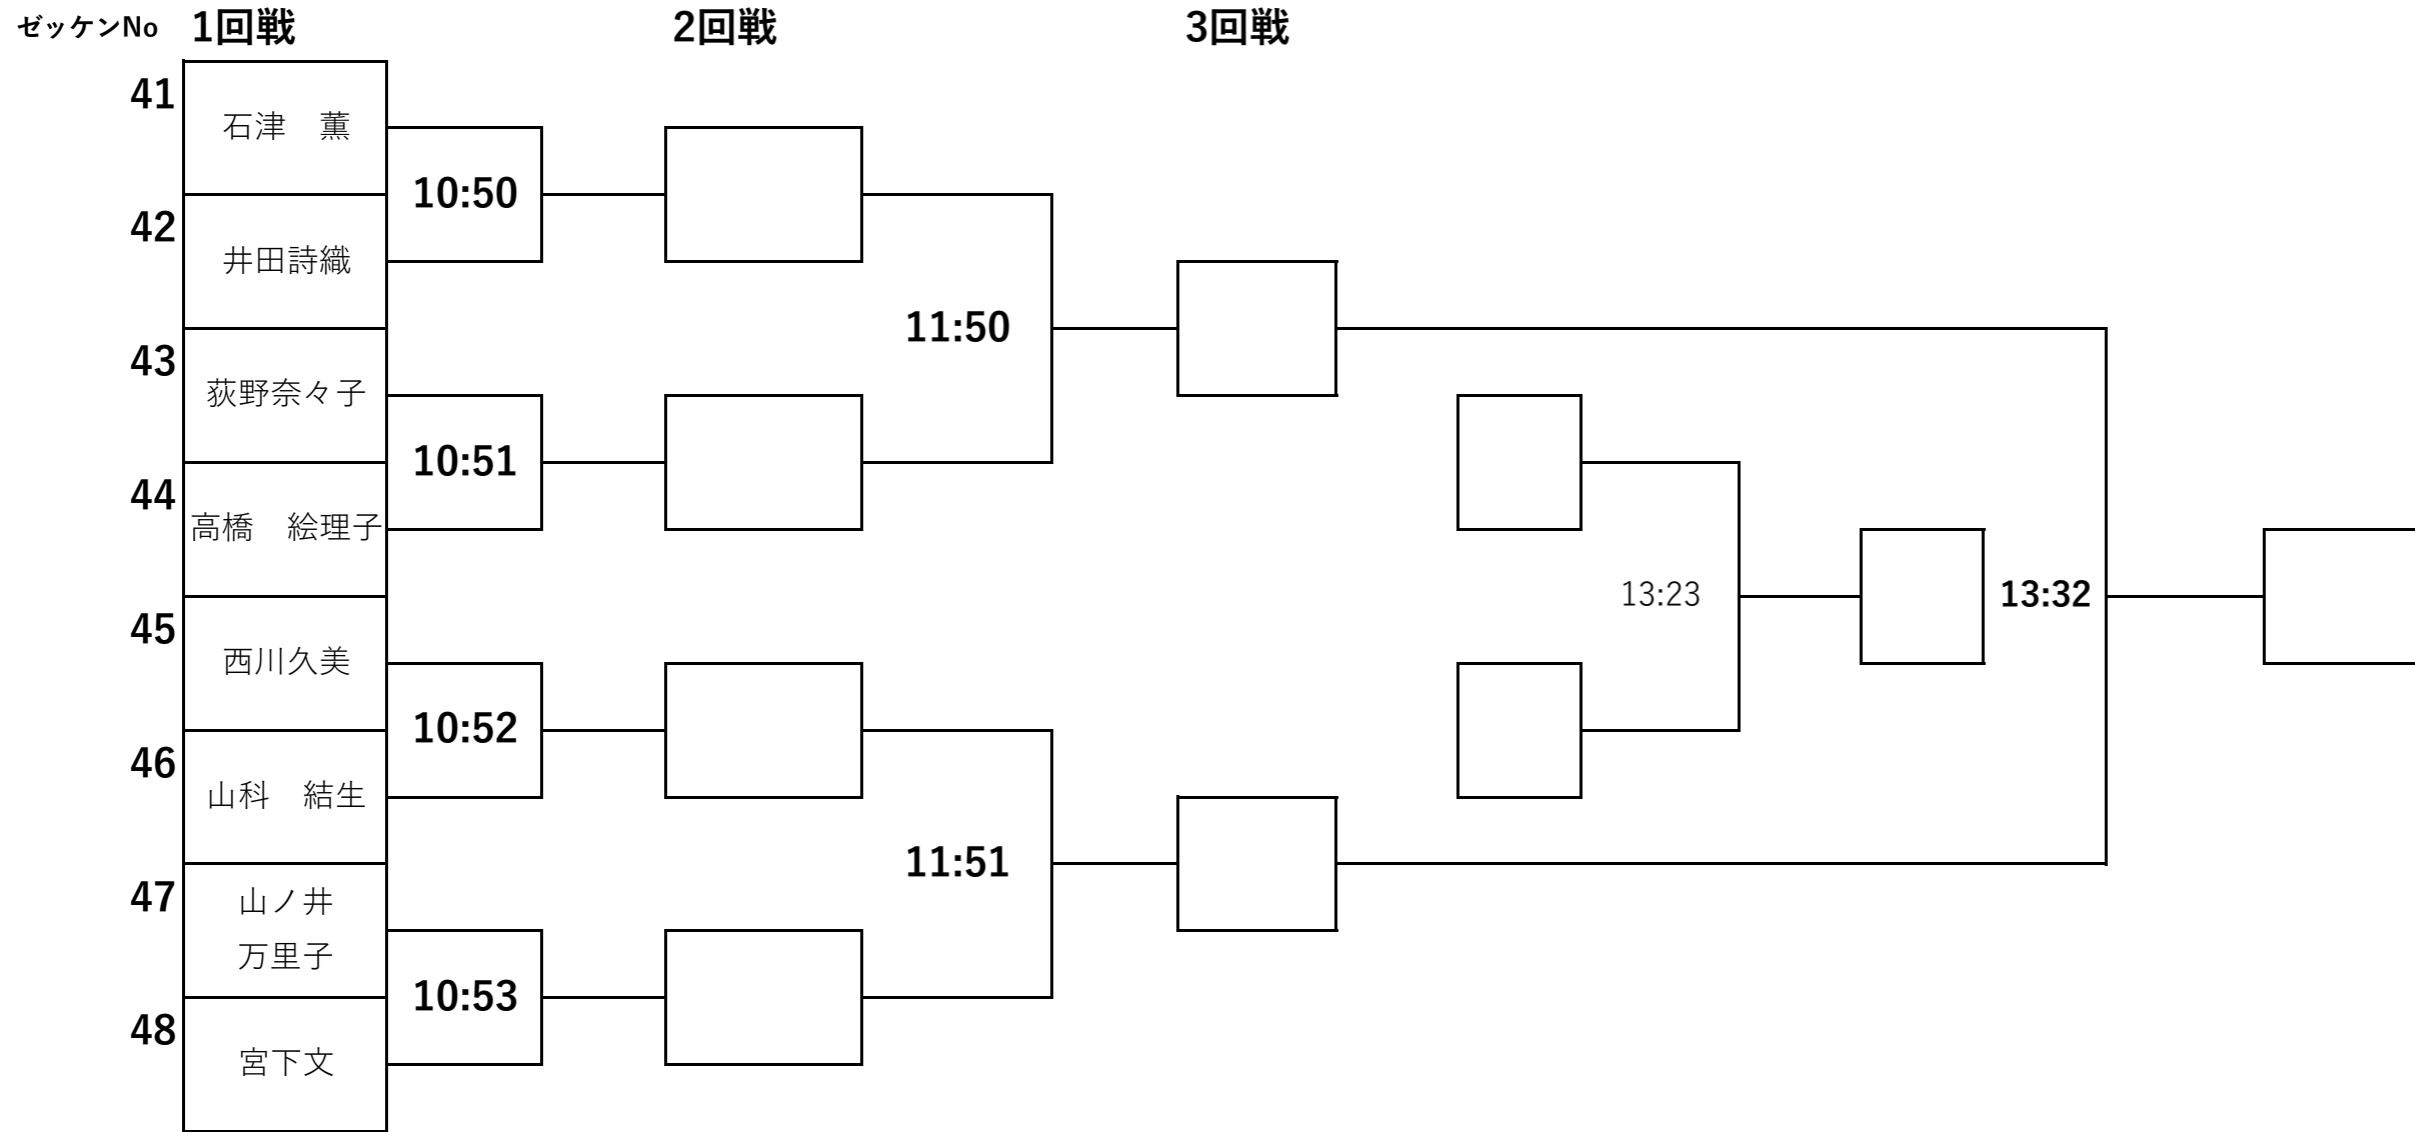 ゼッケンNo 1回戦 2回戦 3回戦
41
石津　薫
10:50
42
井田詩織
11:50
43
荻野奈々子
10:51
44
高橋　絵理子
13:23
13:32
45
西川久美
10:52
46
山科　結生
11:51
47
山ノ井
万里子
10:53
48
宮下文